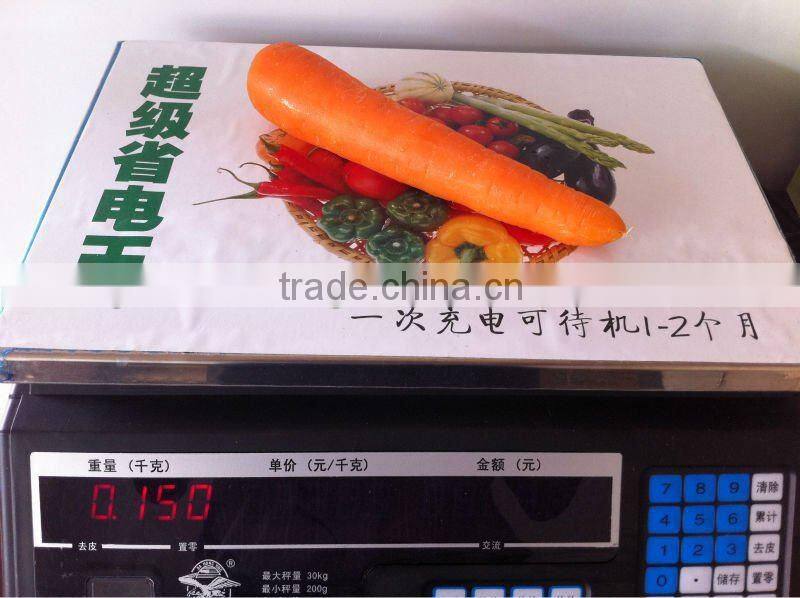 超级省电王
trade.china.cn
一次充电可待机1-2个月
重量 (千克) 单价 (元/千克) 金额 (元)
0.150
去皮 置零 交流
最大秤量 30kg
最小秤量 200g
®
7 8 9 清除
4 5 6 累计
1 2 3 去皮
0 . 储存 置零